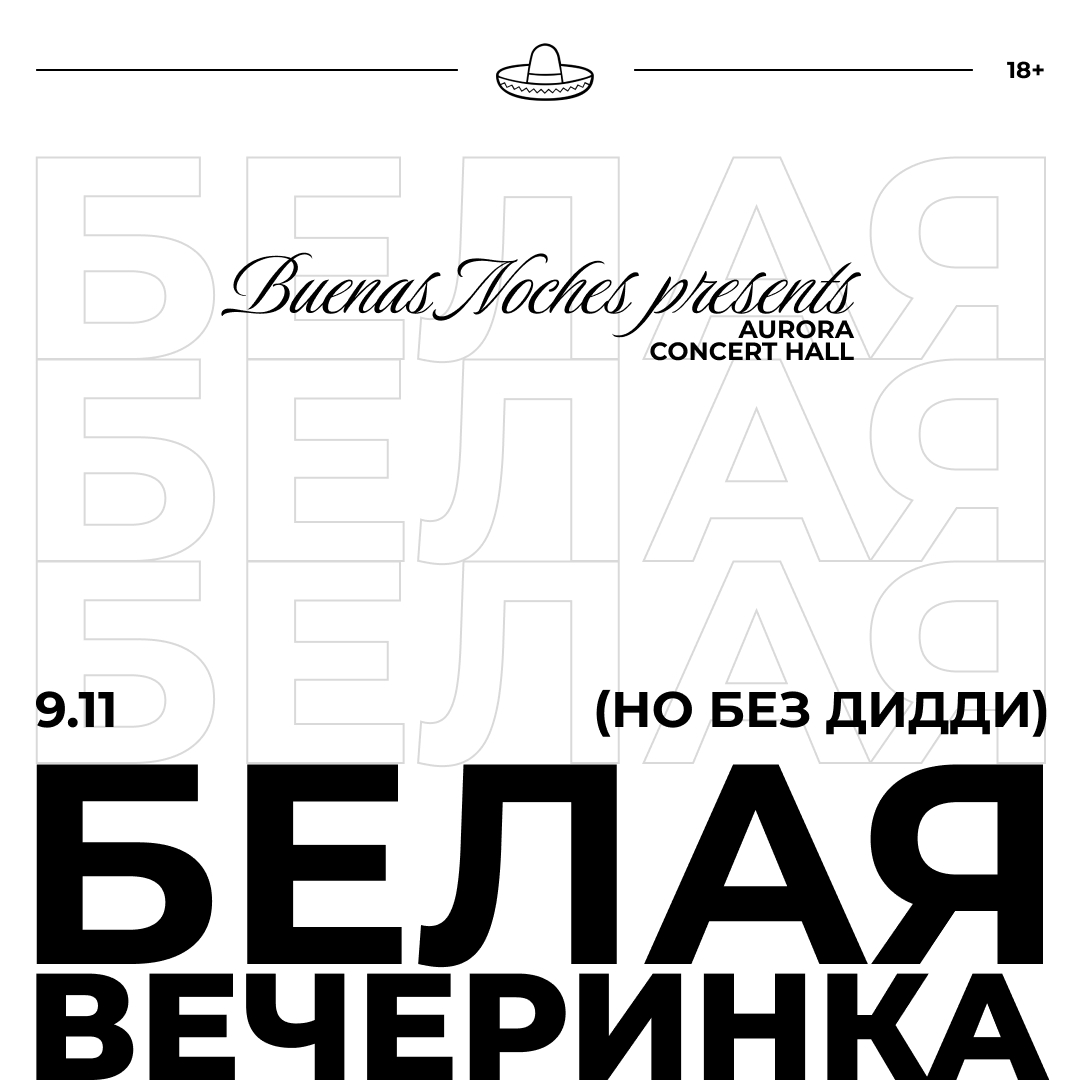 18+
БЕЛАЯ
Buenas Noches presents
AURORA
CONCERT HALL
БЕЛАЯ
БЕЛАЯ
9.11
(НО БЕЗ ДИДДИ)
БЕЛАЯ
ВЕЧЕРИНКА